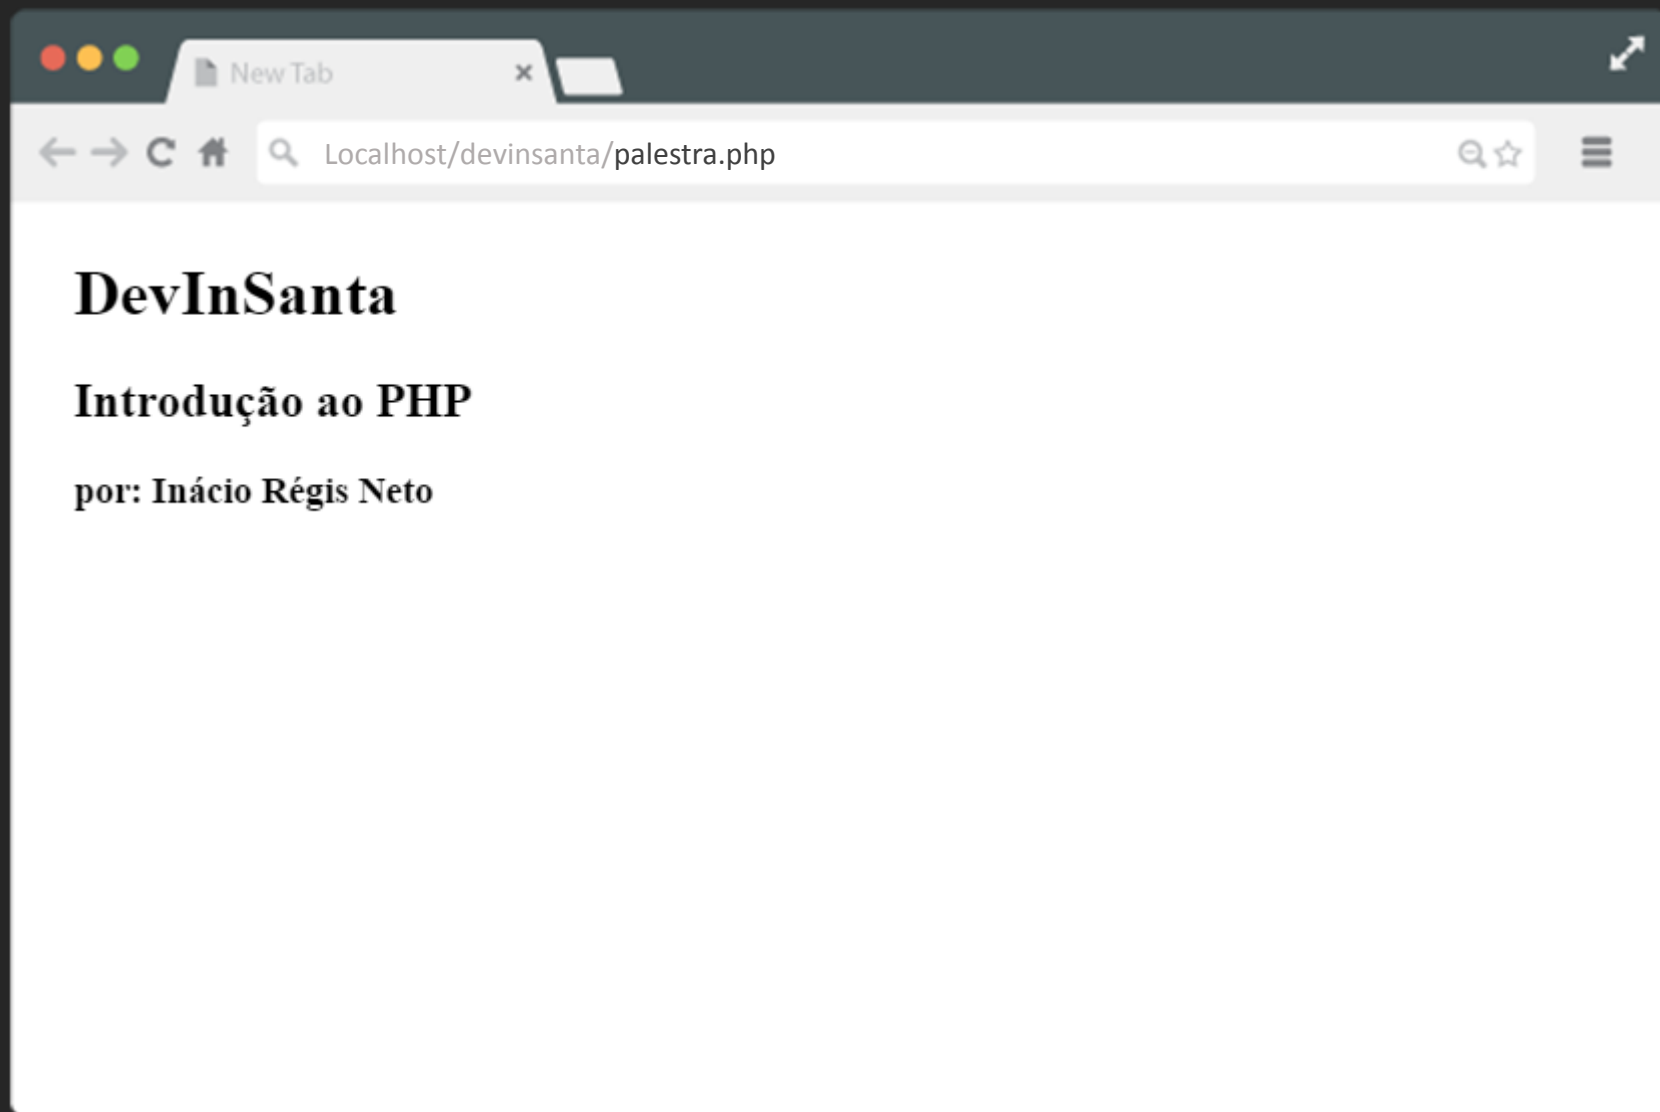 New Tab
Localhost/devinsanta/palestra.php
DevInSanta
Introdução ao PHP
por: Inácio Régis Neto